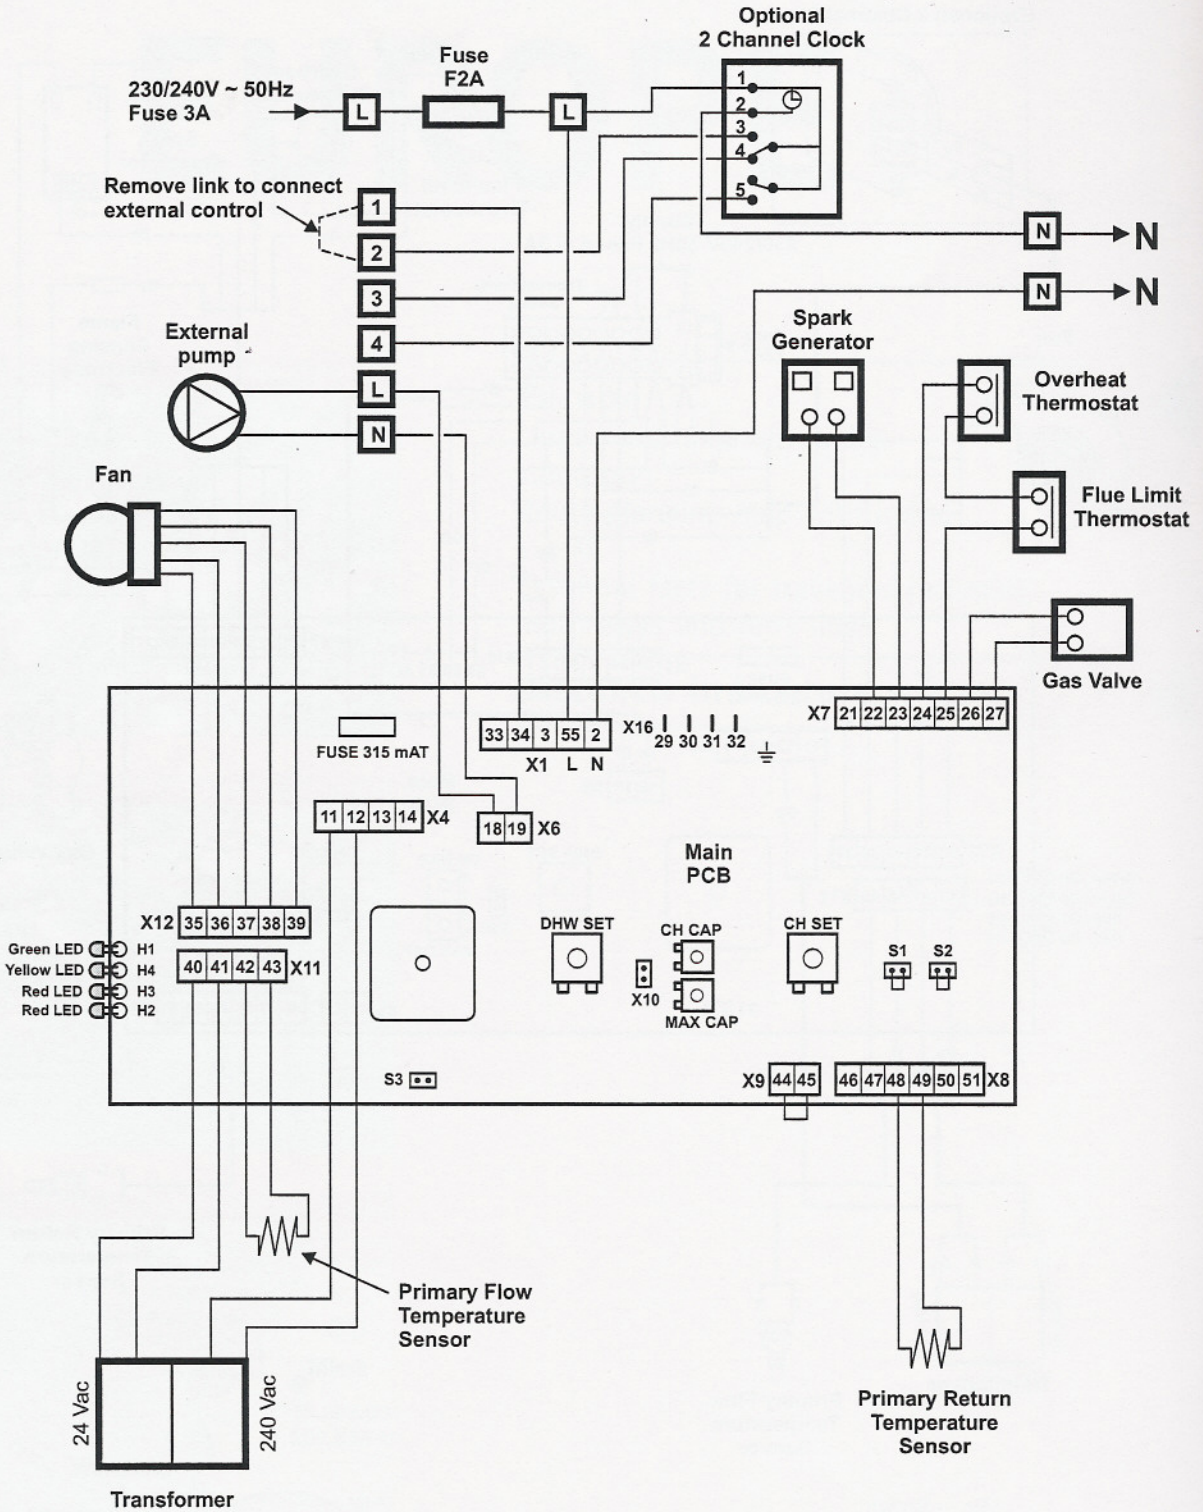 Optional
2 Channel Clock
Fuse
F2A
230/240V ~ 50Hz
Fuse 3A
L
L
1
2
3
4
5
Remove link to connect
external control
1
2
3
4
L
N
N
N
N
N
External
pump
Spark
Generator
Overheat
Thermostat
Fan
Flue Limit
Thermostat
Gas Valve
X7 21 22 23 24 25 26 27
33 34 3 55 2
X1 L N
X16
29 30 31 32
FUSE 315 mAT
11 12 13 14 X4
18 19 X6
Main
PCB
X12 35 36 37 38 39
40 41 42 43 X11
Green LED H1
Yellow LED H4
Red LED H3
Red LED H2
DHW SET
CH CAP
CH SET
X10
MAX CAP
S1 S2
S3
X9 44 45
46 47 48 49 50 51 X8
Primary Flow
Temperature
Sensor
24 Vac
240 Vac
Transformer
Primary Return
Temperature
Sensor